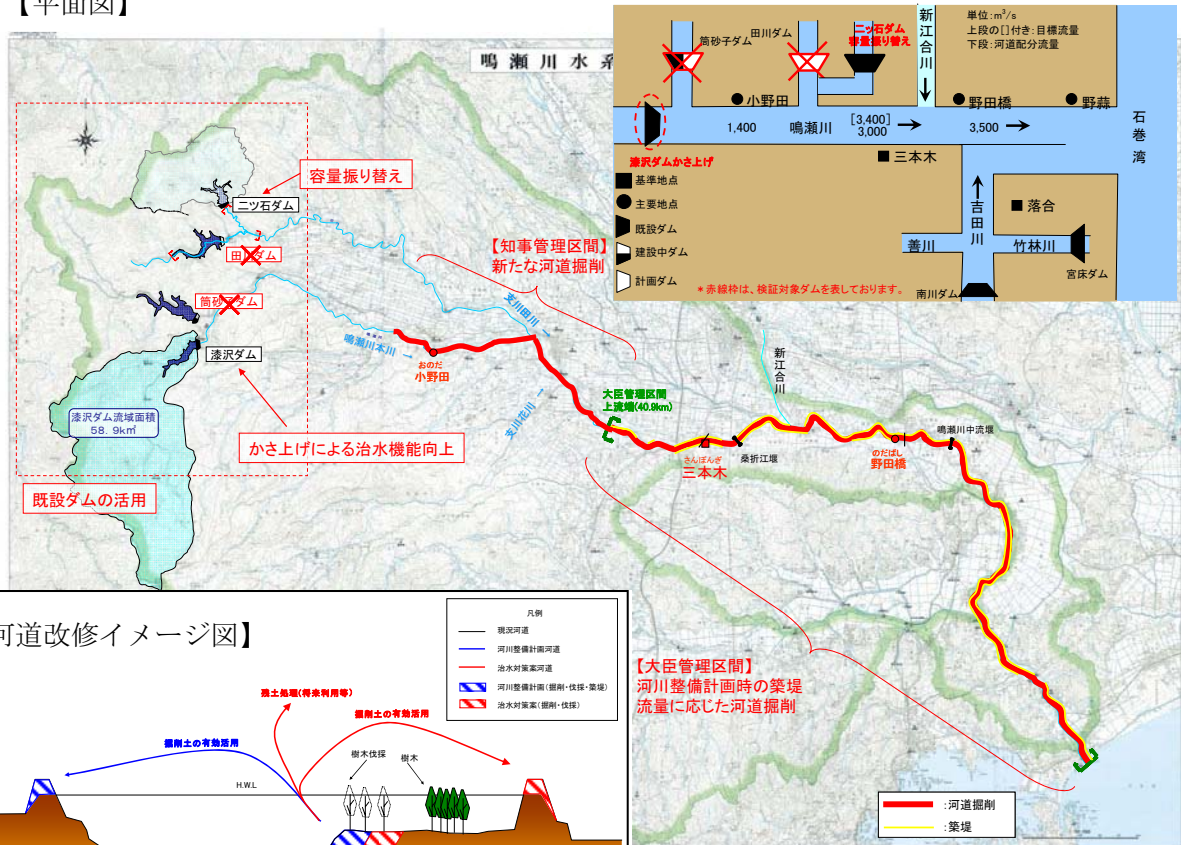 【平面図】
鳴瀬川水系
単位:m³/s
上段の[]付き:目標流量
下段:河道配分流量
筒砂子ダム
田川ダム
二ッ石ダム
容量振り替え
新江合川
小野田
野田橋
野蒜
1,400
鳴瀬川
[3,400]
3,000
3,500
石巻湾
三本木
漆沢ダムかさ上げ
基準地点
主要地点
既設ダム
建設中ダム
計画ダム
吉田川
落合
善川
竹林川
宮床ダム
南川ダム
*赤線枠は、検証対象ダムを表しております。
容量振り替え
二ツ石ダム
田川ダム
筒砂子ダム
漆沢ダム
漆沢ダム流域面積
58.9km²
かさ上げによる治水機能向上
既設ダムの活用
【知事管理区間】
新たな河道掘削
支川田川
鳴瀬川本川
おのだ
小野田
支川花川
大臣管理区間
上流端(40.9km)
新江合川
さんぼんぎ
三本木
桑折江堰
のだばし
野田橋
鳴瀬川中流堰
【大臣管理区間】
河川整備計画時の築堤
流量に応じた河道掘削
:河道掘削
:築堤
河道改修イメージ図】
凡例
現況河道
河川整備計画河道
治水対策案河道
河川整備計画(掘削・伐採・築堤)
治水対策案(掘削・伐採)
残土処理(将来利用等)
掘削土の有効活用
掘削土の有効活用
樹木伐採
樹木
H.W.L